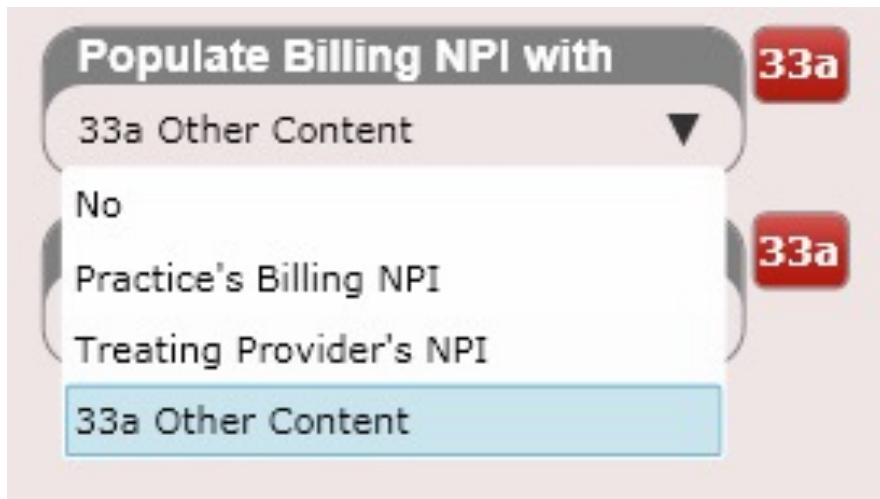 Populate Billing NPI with
33a
33a Other Content
No
Practice's Billing NPI
33a
Treating Provider's NPI
33a Other Content